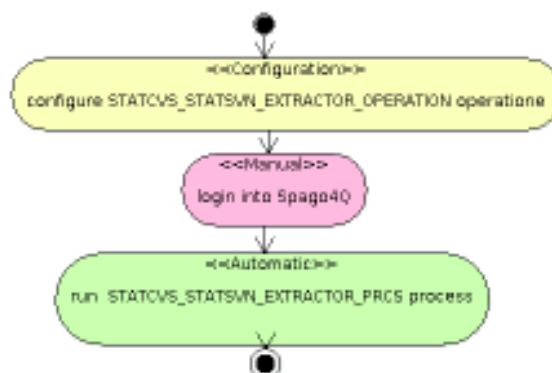 <<Configuration>>
configure STATCVS_STATSVN_EXTRACTOR_OPERATION operatione
<<Manual>>
login into Spago4Q
<<Automatic>>
run STATCVS_STATSVN_EXTRACTOR_PRCS process